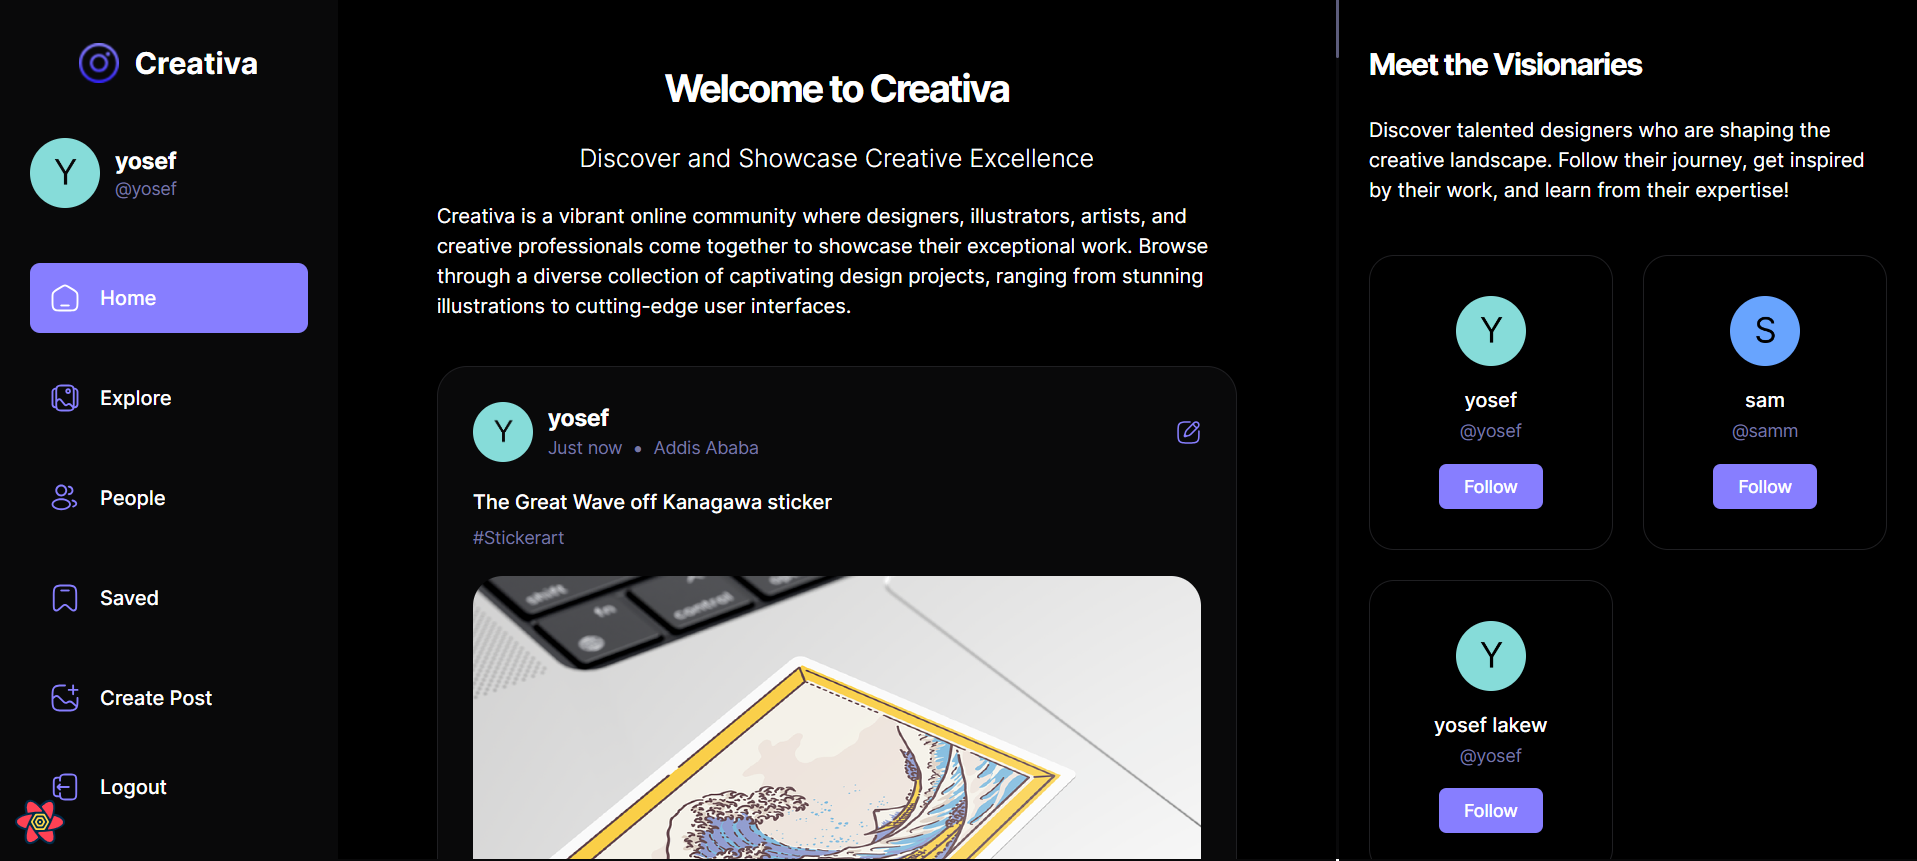 Creativa
Y
yosef
@yosef
Home
Explore
People
Saved
Create Post
Logout
Welcome to Creativa
Discover and Showcase Creative Excellence
Creativa is a vibrant online community where designers, illustrators, artists, and
creative professionals come together to showcase their exceptional work. Browse
through a diverse collection of captivating design projects, ranging from stunning
illustrations to cutting-edge user interfaces.
Y
yosef
Just now • Addis Ababa
The Great Wave off Kanagawa sticker
#Stickerart
shift
fn
control
Meet the Visionaries
Discover talented designers who are shaping the
creative landscape. Follow their journey, get inspired
by their work, and learn from their expertise!
Y
yosef
@yosef
Follow
S
sam
@samm
Follow
Y
yosef lakew
@yosef
Follow